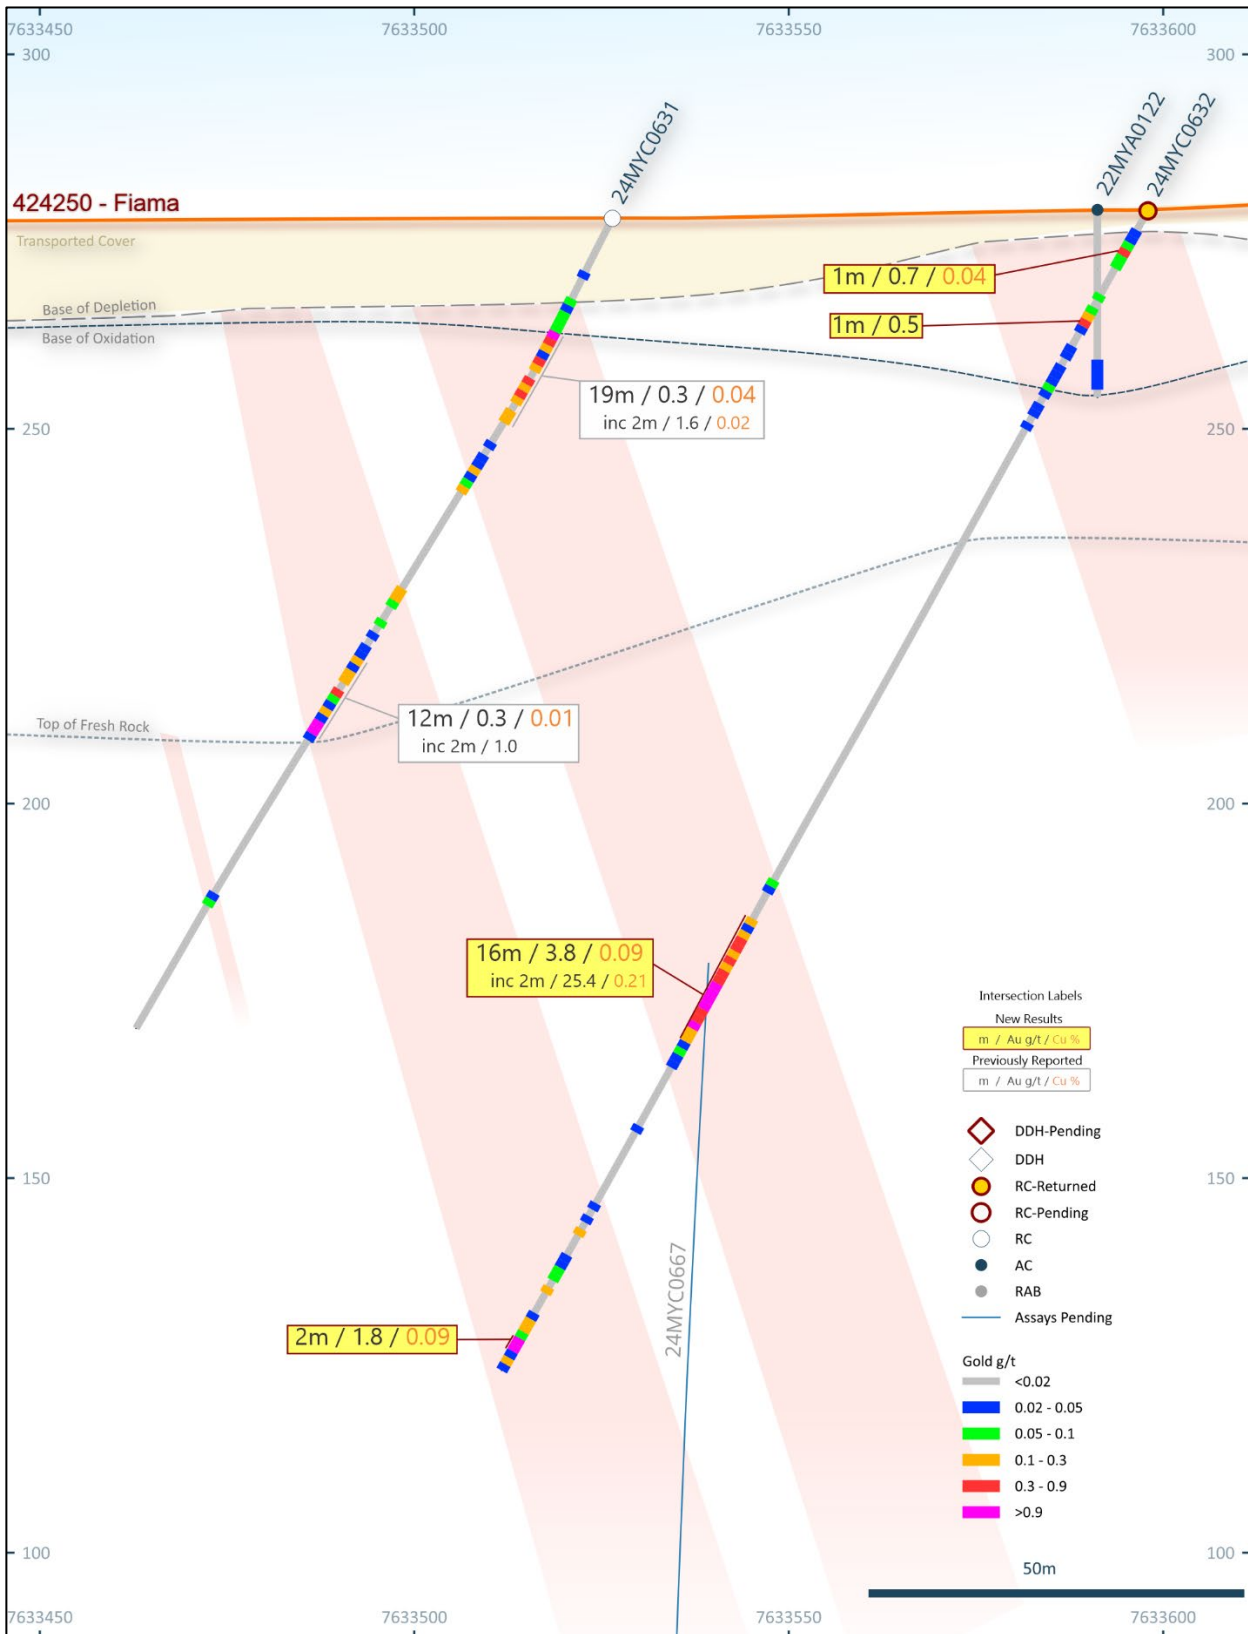 7633450 7633500 7633550 7633600
300 300
24MYC0631
22MYA0122
24MYC0632
424250 - Fiama
Transported Cover
1m / 0.7 / 0.04
Base of Depletion
1m / 0.5
Base of Oxidation
19m / 0.3 / 0.04
inc 2m / 1.6 / 0.02
250 250
12m / 0.3 / 0.01
inc 2m / 1.0
Top of Fresh Rock
200 200
16m / 3.8 / 0.09
inc 2m / 25.4 / 0.21
Intersection Labels
New Results
m / Au g/t / Cu %
Previously Reported
m / Au g/t / Cu %
DDH-Pending
DDH
150 150
RC-Returned
RC-Pending
RC
AC
RAB
Assays Pending
24MYC0667
2m / 1.8 / 0.09
Gold g/t
<0.02
0.02 - 0.05
0.05 - 0.1
0.1 - 0.3
0.3 - 0.9
>0.9
100 100
50m
7633450 7633500 7633550 7633600